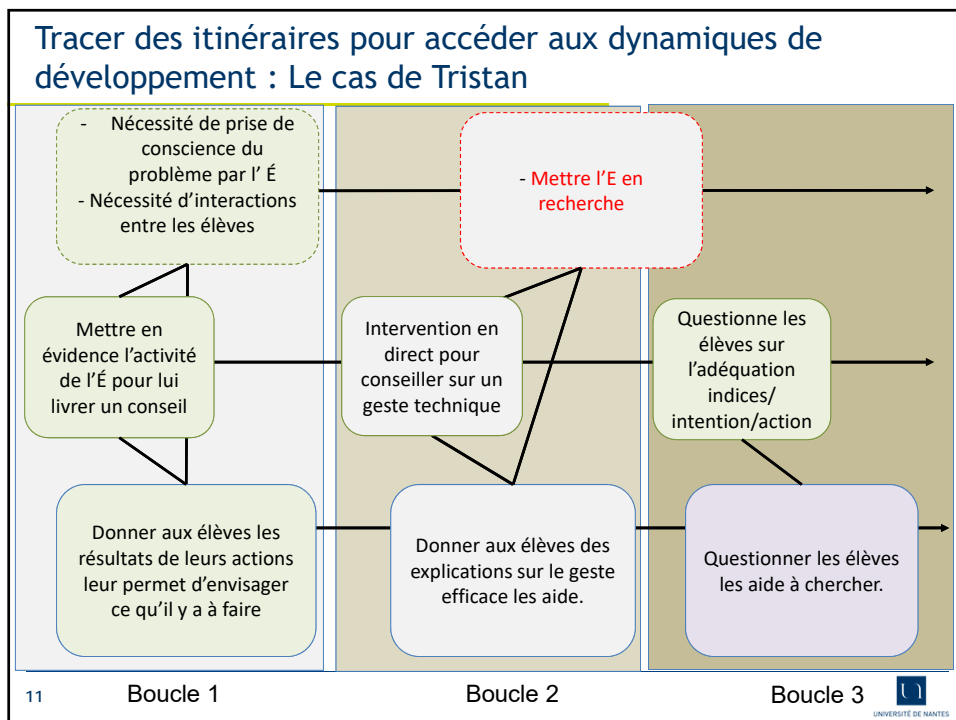 Tracer des itinéraires pour accéder aux dynamiques de
développement : Le cas de Tristan
- Nécessité de prise de
conscience du
problème par l' É
- Nécessité d'interactions
entre les élèves
- Mettre l'E en
recherche
Mettre en
évidence l'activité
de l'É pour lui
livrer un conseil
Intervention en
direct pour
conseiller sur un
geste technique
Questionne les
élèves sur
l'adéquation
indices/
intention/action
Donner aux élèves les
résultats de leurs actions
leur permet d'envisager
ce qu'il y a à faire
Donner aux élèves des
explications sur le geste
efficace les aide.
Questionner les élèves
les aide à chercher.
11
Boucle 1
Boucle 2
Boucle 3
UNIVERSITÉ DE NANTES